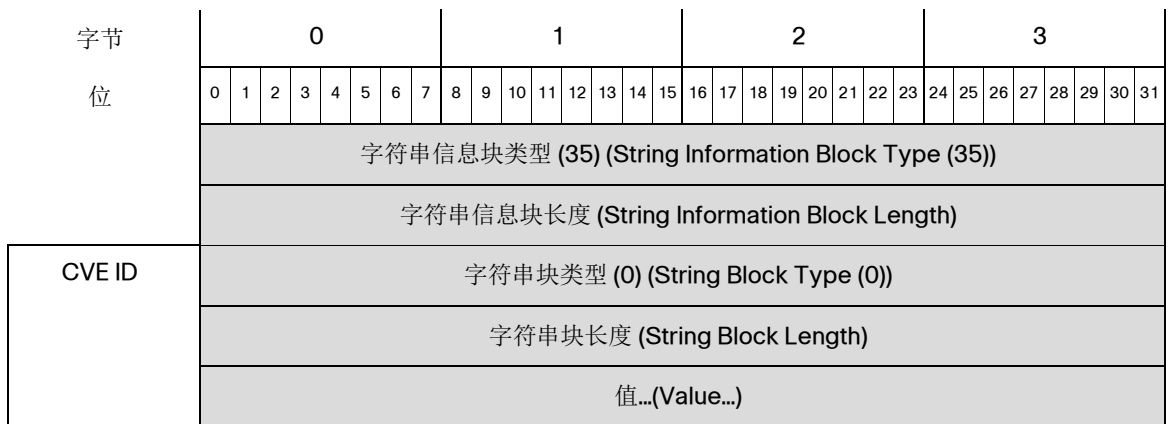 字节 0 1 2 3
位 0 1 2 3 4 5 6 7 8 9 10 11 12 13 14 15 16 17 18 19 20 21 22 23 24 25 26 27 28 29 30 31
字符串信息块类型 (35) (String Information Block Type (35))
字符串信息块长度 (String Information Block Length)
CVE ID 字符串块类型 (0) (String Block Type (0))
字符串块长度 (String Block Length)
值...(Value...)